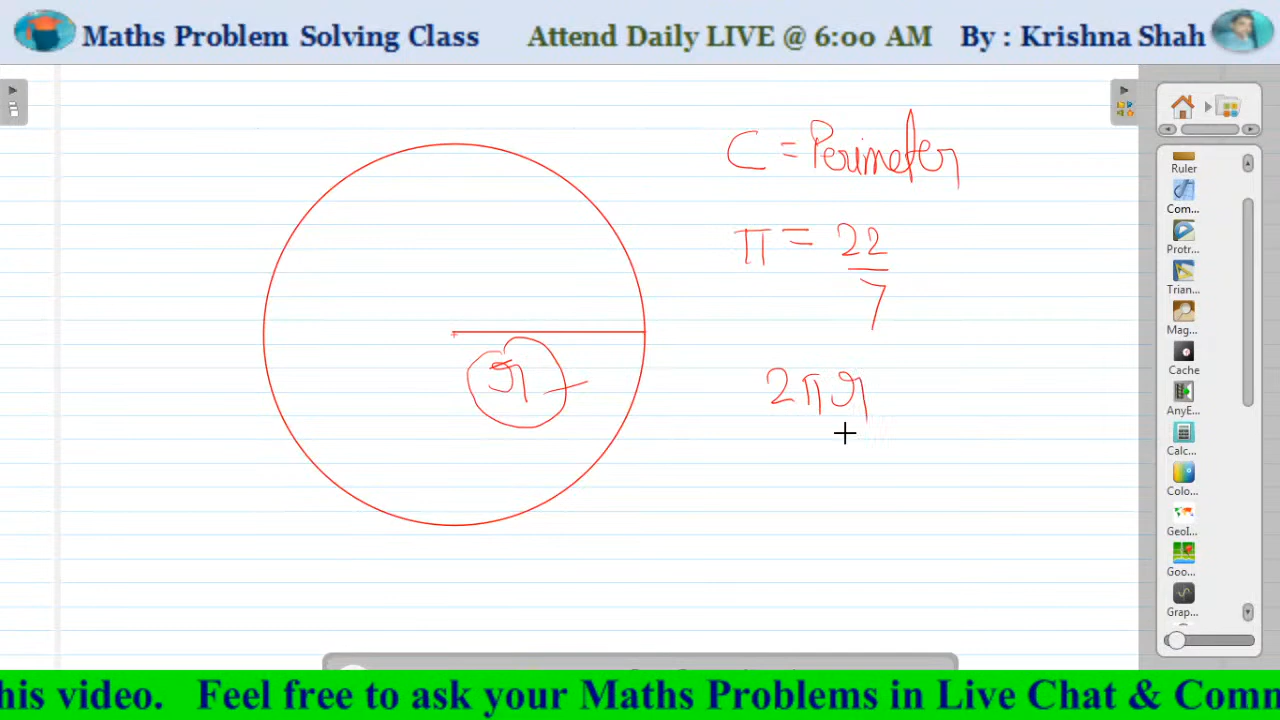 Maths Problem Solving Class Attend Daily LIVE @ 6:00 AM By : Krishna Shah
C = Perimeter
π = 22/7
r
2πr
Ruler
Com...
Protr...
Trian...
Mag...
Cache
AnyE...
Calc...
Colo...
GeoI...
Goo...
Grap...
his video. Feel free to ask your Maths Problems in Live Chat & Comm